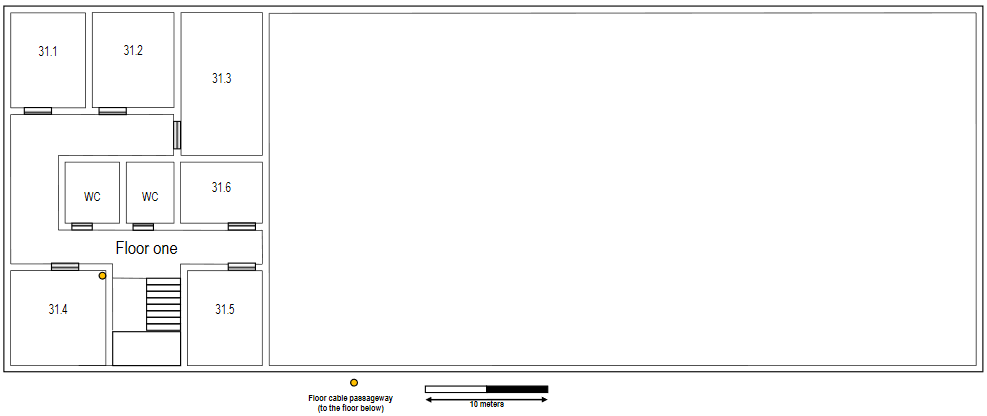 31.1
31.2
31.3
WC
WC
31.6
Floor one
31.4
31.5
Floor cable passageway
(to the floor below)
10 meters